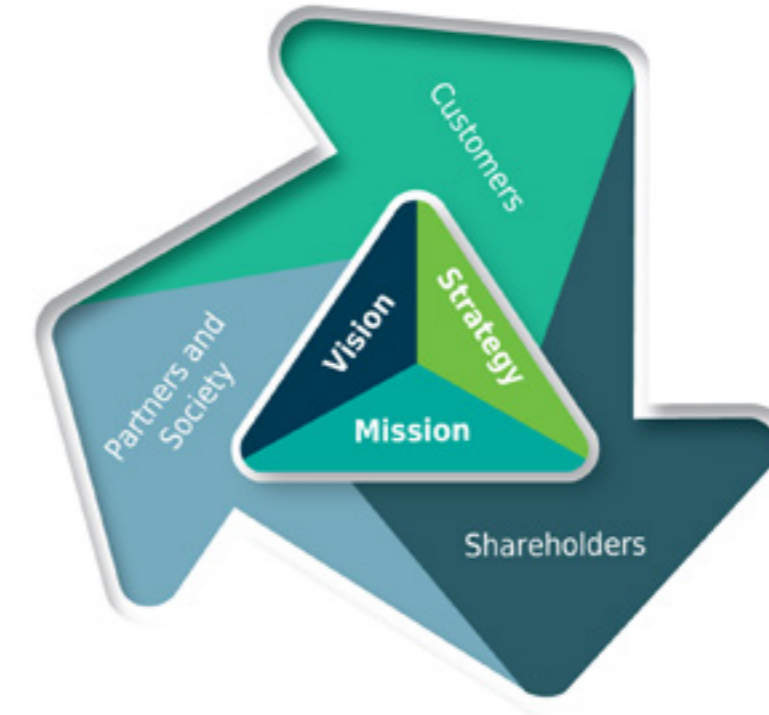 Customers
Vision
Strategy
Mission
Partners and
Society
Shareholders